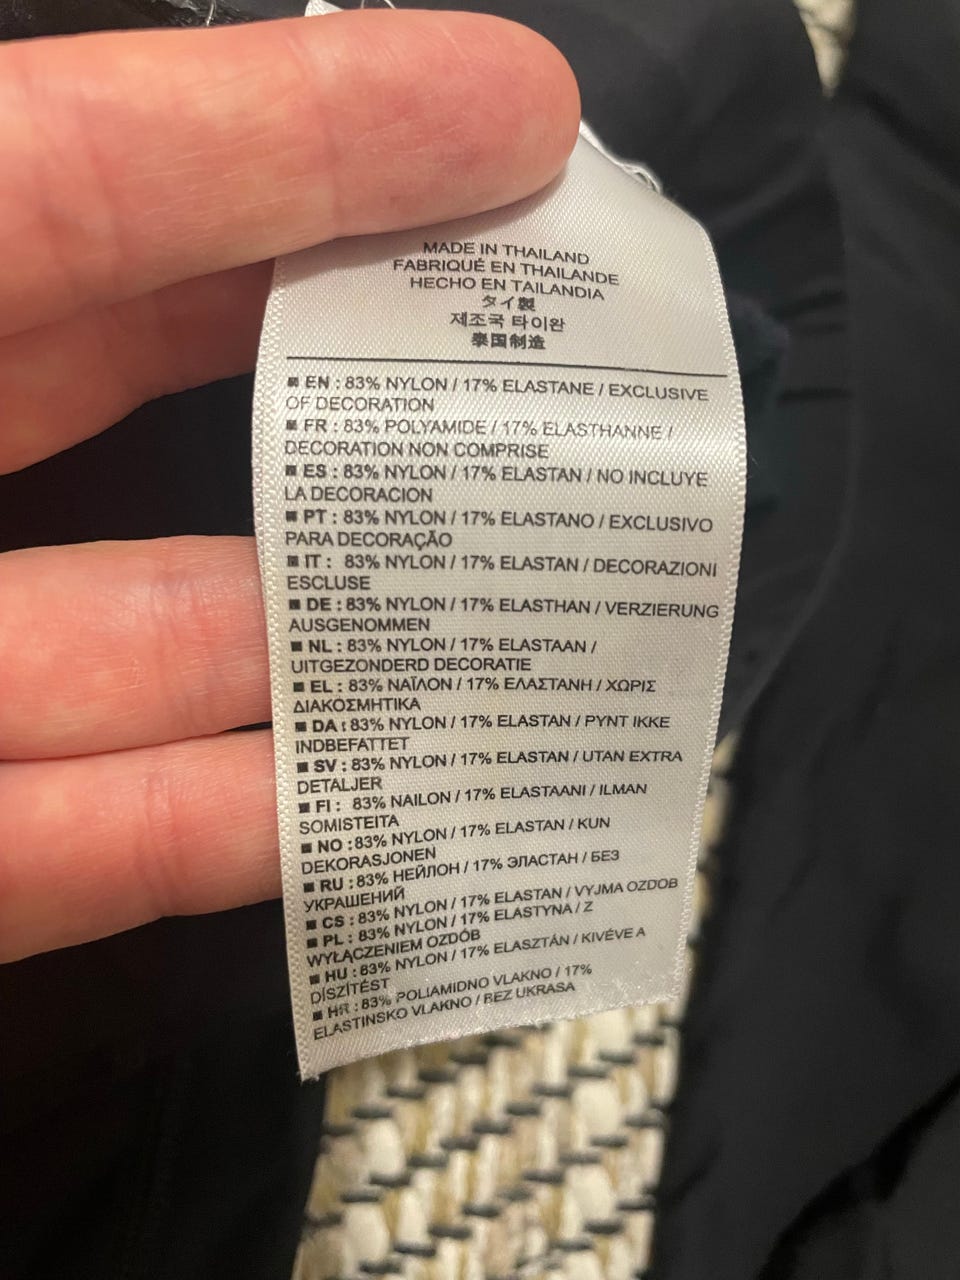 MADE IN THAILAND
FABRIQUÉ EN THAILANDE
HECHO EN TAILANDIA
タイ製
제조국 타이완
泰国制造
■ EN : 83% NYLON / 17% ELASTANE / EXCLUSIVE
OF DECORATION
■ FR : 83% POLYAMIDE / 17% ELASTHANNE /
DECORATION NON COMPRISE
■ ES : 83% NYLON / 17% ELASTAN / NO INCLUYE
LA DECORACION
■ PT : 83% NYLON / 17% ELASTANO / EXCLUSIVO
PARA DECORAÇÃO
■ IT : 83% NYLON / 17% ELASTAN / DECORAZIONI
ESCLUSE
■ DE : 83% NYLON / 17% ELASTHAN / VERZIERUNG
AUSGENOMMEN
■ NL : 83% NYLON / 17% ELASTAAN /
UITGEZONDERD DECORATIE
■ EL : 83% ΝΑΪΛΟΝ / 17% ΕΛΑΣΤΑΝΗ / ΧΩΡΙΣ
ΔΙΑΚΟΣΜΗΤΙΚΑ
■ DA : 83% NYLON / 17% ELASTAN / PYNT IKKE
INDBEFATTET
■ SV : 83% NYLON / 17% ELASTAN / UTAN EXTRA
DETALJER
■ FI : 83% NAILON / 17% ELASTAANI / ILMAN
SOMISTEITA
■ NO : 83% NYLON / 17% ELASTAN / KUN
DEKORASJONEN
■ RU : 83% НЕЙЛОН / 17% ЭЛАСТАН / БЕЗ
УКРАШЕНИЙ
■ CS : 83% NYLON / 17% ELASTAN / VYJMA OZDOB
■ PL : 83% NYLON / 17% ELASTYNA / Z
WYŁĄCZENIEM OZDÓB
■ HU : 83% NYLON / 17% ELASZTÁN / KIVÉVE A
DÍSZÍTÉST
■ HR : 83% POLIAMIDNO VLAKNO / 17%
ELASTINSKO VLAKNO / BEZ UKRASA